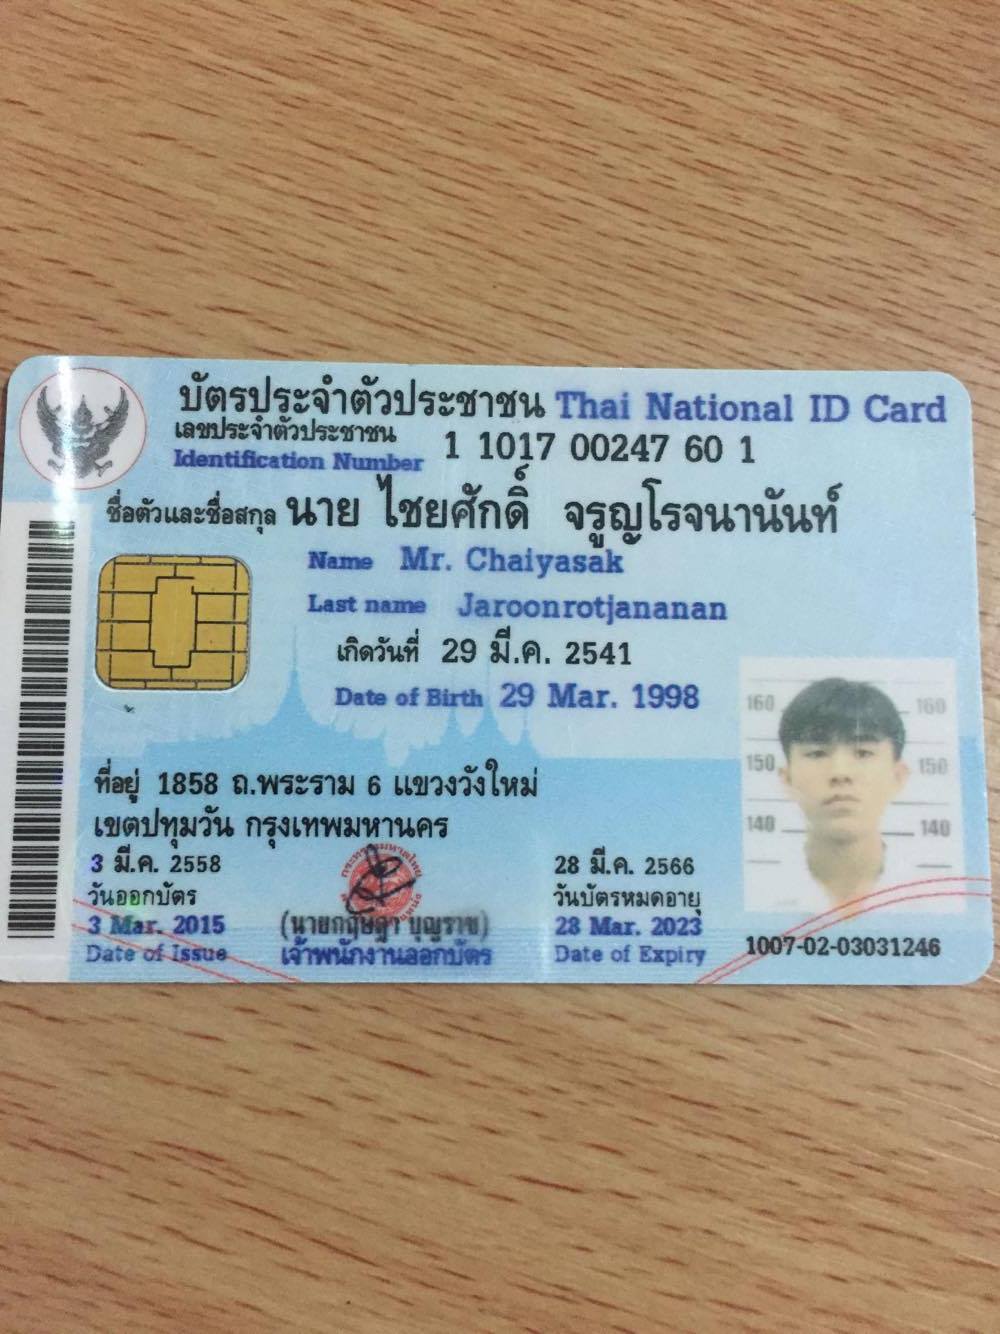 บัตรประจำตัวประชาชน Thai National ID Card
เลขประจำตัวประชาชน
Identification Number 1 1017 00247 60 1
ชื่อตัวและชื่อสกุล นาย ไชยศักดิ์ จรูญโรจนานันท์
Name Mr. Chaiyasak
Last name Jaroonrotjananan
เกิดวันที่ 29 มี.ค. 2541
Date of Birth 29 Mar. 1998
160 160
150 150
140 140
ที่อยู่ 1858 ถ.พระราม 6 แขวงวังใหม่
เขตปทุมวัน กรุงเทพมหานคร
3 มี.ค. 2558
วันออกบัตร
3 Mar. 2015
Date of Issue
(นายกฤษฎา บุญราช)
เจ้าพนักงานออกบัตร
28 มี.ค. 2566
วันบัตรหมดอายุ
28 Mar. 2023
Date of Expiry
1007-02-03031246